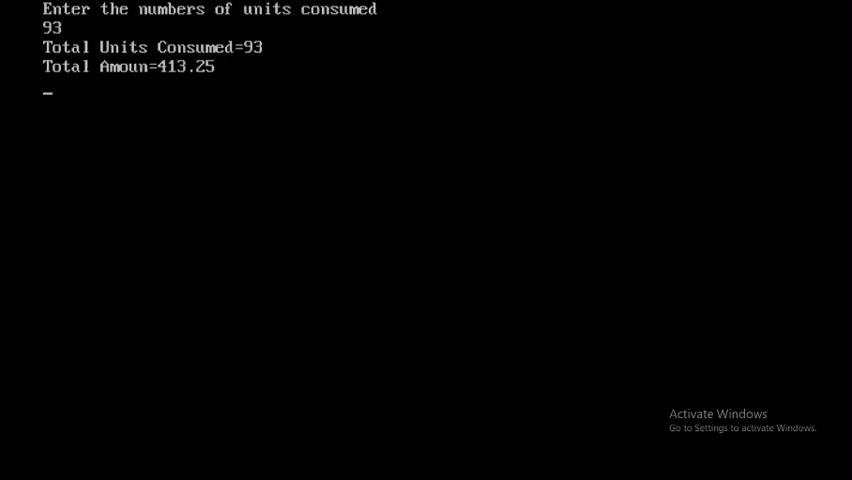 Enter the numbers of units consumed
93
Total Units Consumed=93
Total Amoun=413.25
_
Activate Windows
Go to Settings to activate Windows.